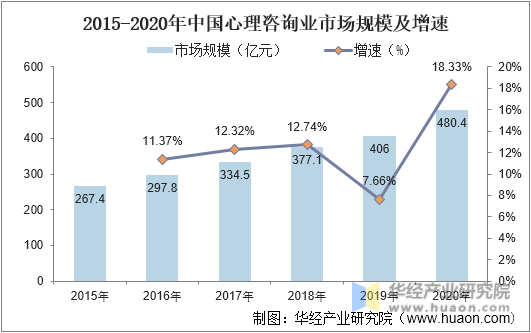 2015-2020年中国心理咨询业市场规模及增速
市场规模（亿元） 增速（%）
600 500 400 300 200 100 0
20% 18% 16% 14% 12% 10% 8% 6% 4% 2% 0%
11.37% 12.32% 12.74% 7.66% 18.33%
267.4 297.8 334.5 377.1 406 480.4
2015年 2016年 2017年 2018年 2019年 2020年
华经产业研究院
www.huaon.com
制图：华经产业研究院（www.huaon.com）